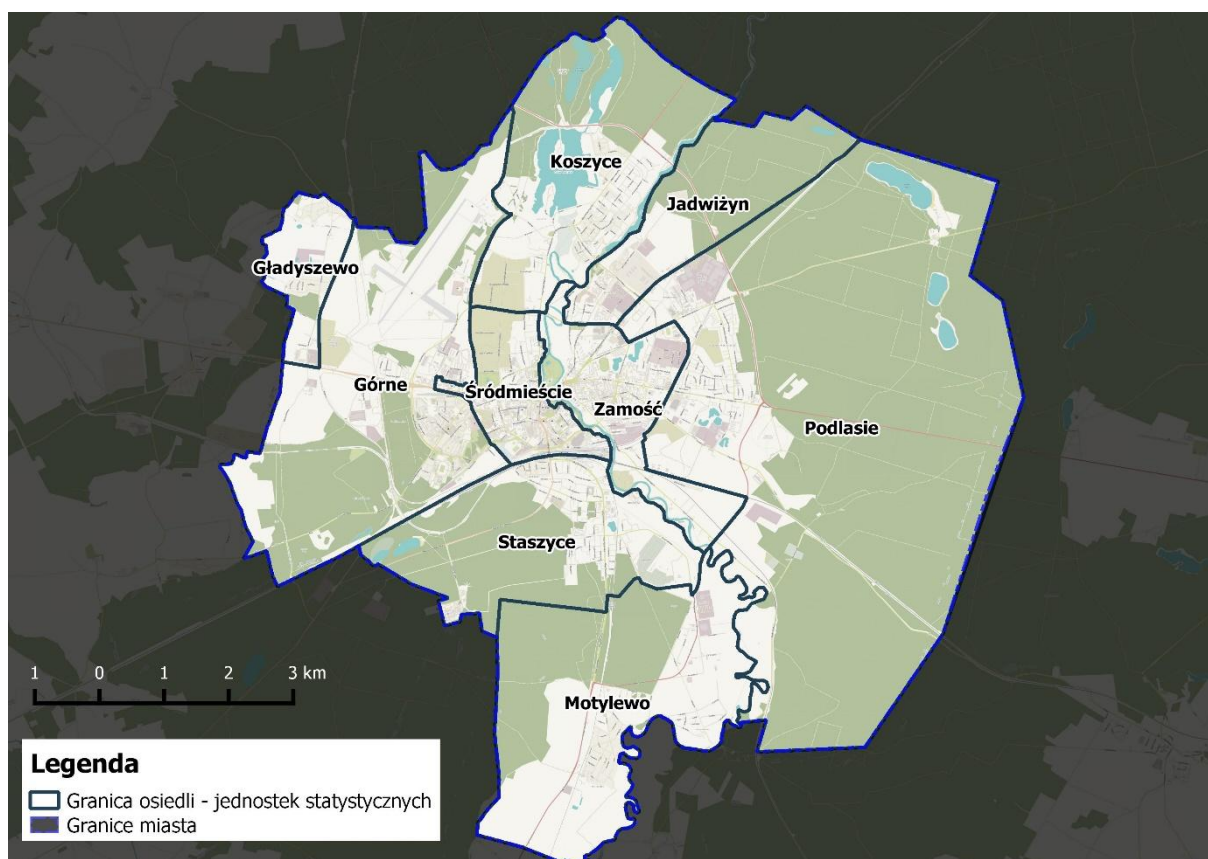 Koszyce
Jadwiżyn
Gładyszewo
Górne
Śródmieście
Zamość
Podlasie
Staszyce
Motylewo
1 0 1 2 3 km
Legenda
Granica osiedli - jednostek statystycznych
Granice miasta